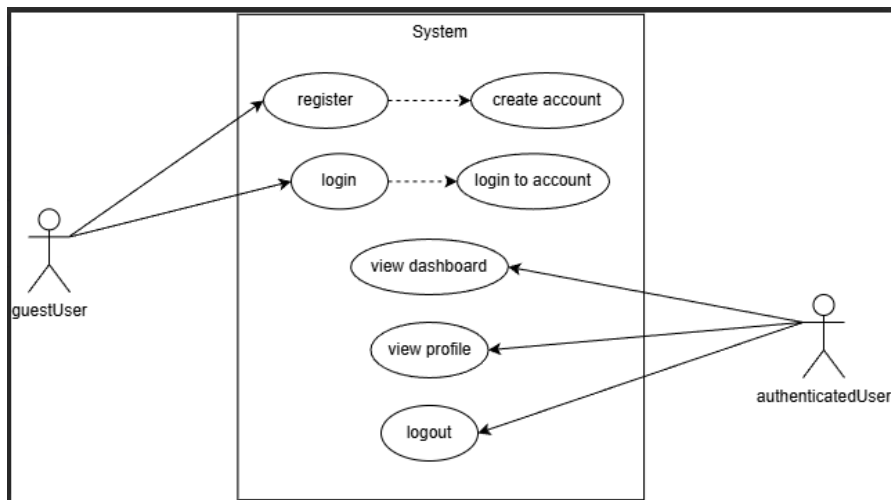 System
register
create account
login
login to account
view dashboard
guestUser
view profile
authenticatedUser
logout